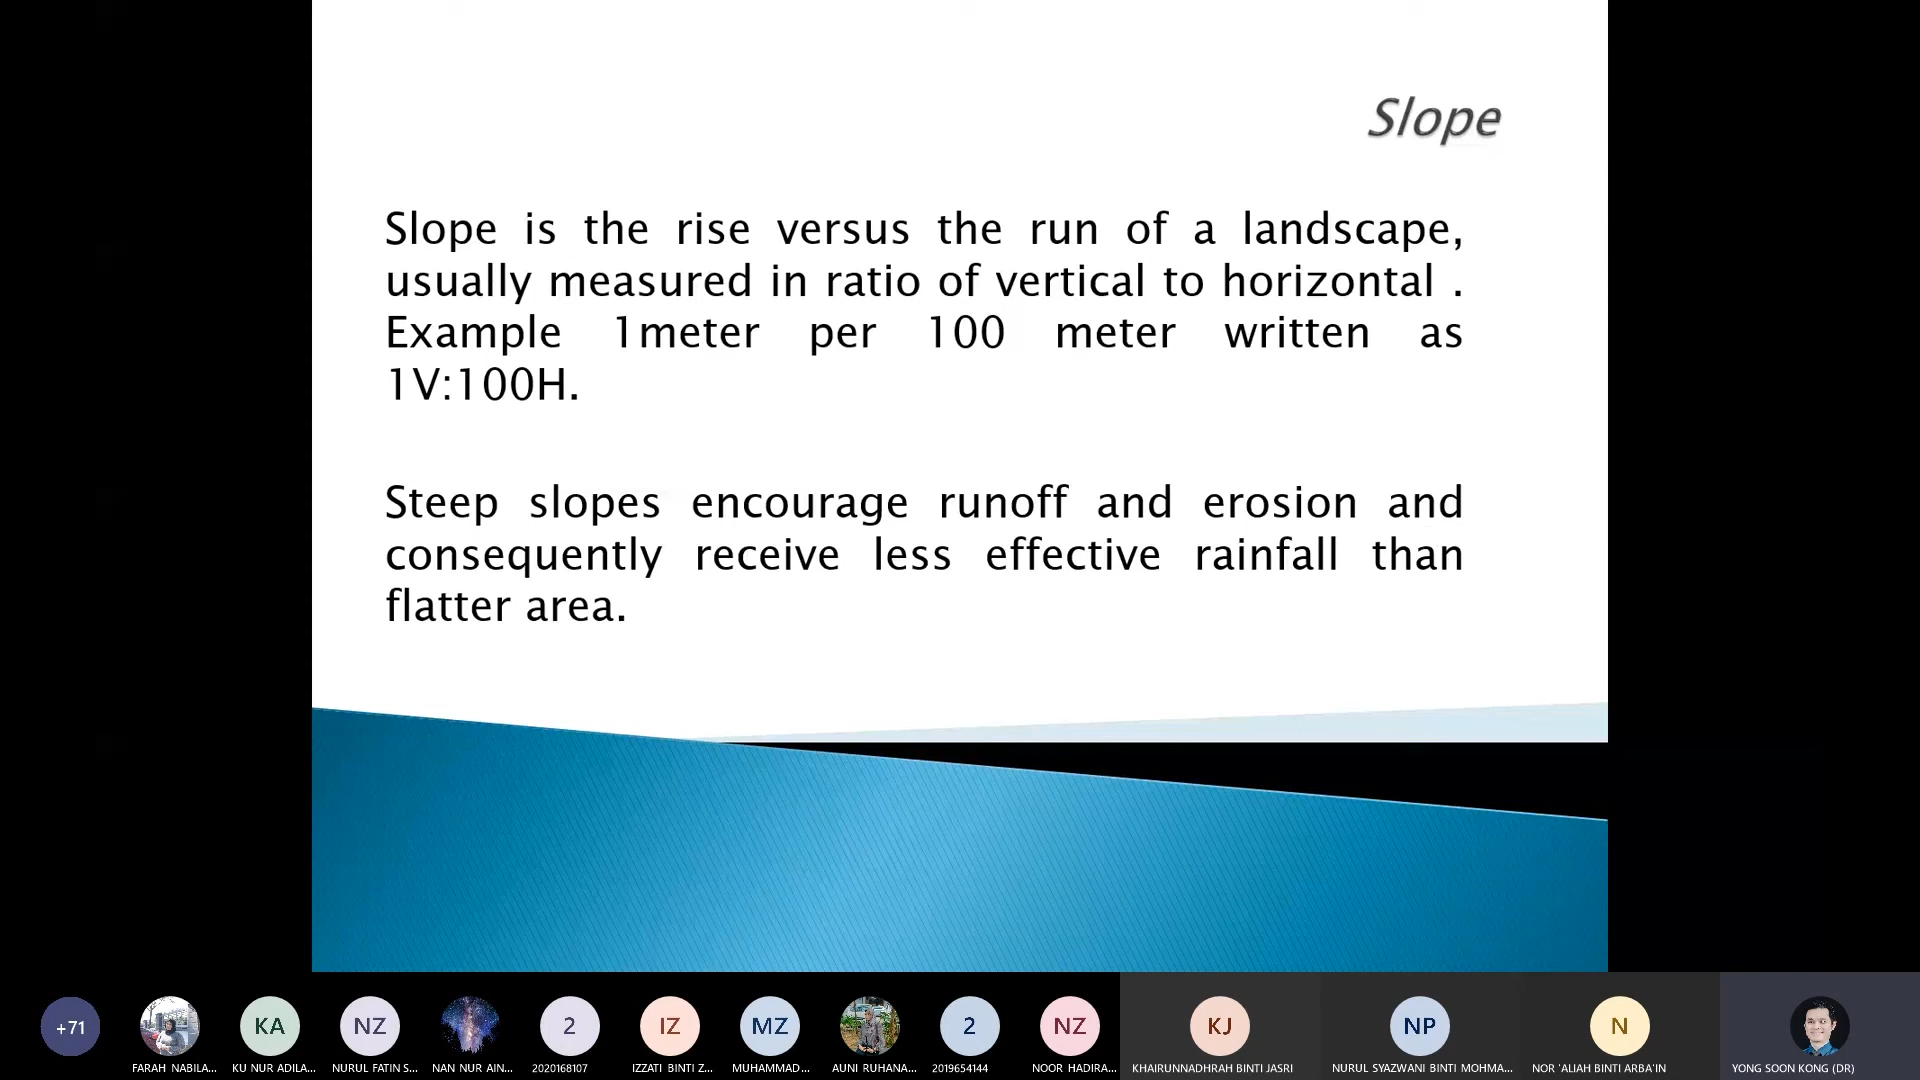 Slope
Slope is the rise versus the run of a landscape,
usually measured in ratio of vertical to horizontal .
Example 1meter per 100 meter written as
1V:100H.
Steep slopes encourage runoff and erosion and
consequently receive less effective rainfall than
flatter area.
+71
KA
NZ
2
IZ
MZ
2
NZ
KJ
NP
N
FARAH NABILA...
KU NUR ADILA...
NURUL FATIN S...
NAN NUR AIN...
2020168107
IZZATI BINTI Z...
MUHAMMAD...
AUNI RUHANA...
2019654144
NOOR HADIRA...
KHAIRUNNADHRAH BINTI JASRI
NURUL SYAZWANI BINTI MOHMA...
NOR 'ALIAH BINTI ARBA'IN
YONG SOON KONG (DR)